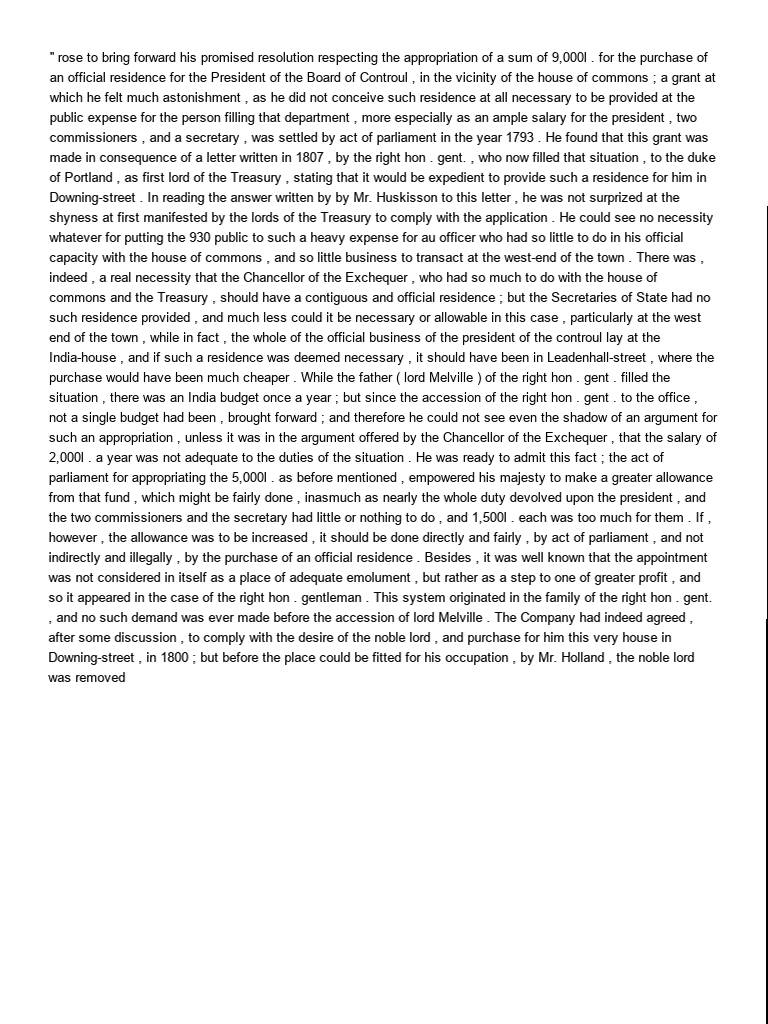 " rose to bring forward his promised resolution respecting the appropriation of a sum of 9,000l . for the purchase of
an official residence for the President of the Board of Controul , in the vicinity of the house of commons ; a grant at
which he felt much astonishment , as he did not conceive such residence at all necessary to be provided at the
public expense for the person filling that department , more especially as an ample salary for the president , two
commissioners , and a secretary , was settled by act of parliament in the year 1793 . He found that this grant was
made in consequence of a letter written in 1807 , by the right hon . gent. , who now filled that situation , to the duke
of Portland , as first lord of the Treasury , stating that it would be expedient to provide such a residence for him in
Downing-street . In reading the answer written by by Mr. Huskisson to this letter , he was not surprized at the
shyness at first manifested by the lords of the Treasury to comply with the application . He could see no necessity
whatever for putting the 930 public to such a heavy expense for au officer who had so little to do in his official
capacity with the house of commons , and so little business to transact at the west-end of the town . There was ,
indeed , a real necessity that the Chancellor of the Exchequer , who had so much to do with the house of
commons and the Treasury , should have a contiguous and official residence ; but the Secretaries of State had no
such residence provided , and much less could it be necessary or allowable in this case , particularly at the west
end of the town , while in fact , the whole of the official business of the president of the controul lay at the
India-house , and if such a residence was deemed necessary , it should have been in Leadenhall-street , where the
purchase would have been much cheaper . While the father ( lord Melville ) of the right hon . gent . filled the
situation , there was an India budget once a year ; but since the accession of the right hon . gent . to the office ,
not a single budget had been , brought forward ; and therefore he could not see even the shadow of an argument for
such an appropriation , unless it was in the argument offered by the Chancellor of the Exchequer , that the salary of
2,000l . a year was not adequate to the duties of the situation . He was ready to admit this fact ; the act of
parliament for appropriating the 5,000l . as before mentioned , empowered his majesty to make a greater allowance
from that fund , which might be fairly done , inasmuch as nearly the whole duty devolved upon the president , and
the two commissioners and the secretary had little or nothing to do , and 1,500l . each was too much for them . If ,
however , the allowance was to be increased , it should be done directly and fairly , by act of parliament , and not
indirectly and illegally , by the purchase of an official residence . Besides , it was well known that the appointment
was not considered in itself as a place of adequate emolument , but rather as a step to one of greater profit , and
so it appeared in the case of the right hon . gentleman . This system originated in the family of the right hon . gent.
, and no such demand was ever made before the accession of lord Melville . The Company had indeed agreed ,
after some discussion , to comply with the desire of the noble lord , and purchase for him this very house in
Downing-street , in 1800 ; but before the place could be fitted for his occupation , by Mr. Holland , the noble lord
was removed